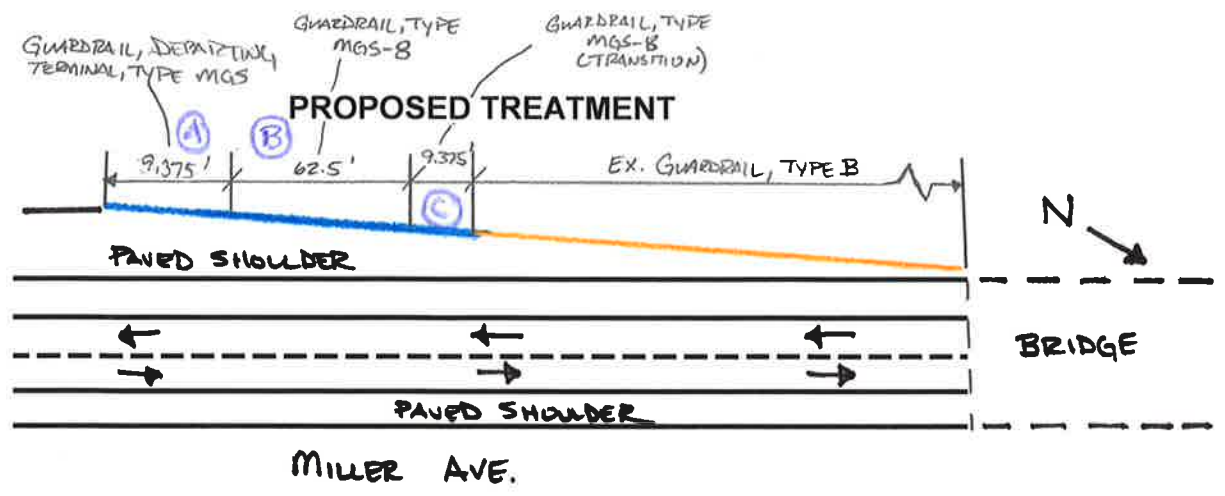 GUARDRAIL, DEPARTING
TERMINAL, TYPE MGS
GUARDRAIL, TYPE
MGS-8
GUARDRAIL, TYPE
MGS-8
(TRANSITION)
PROPOSED TREATMENT
A
B
9.375'
62.5'
9.375'
EX. GUARDRAIL, TYPE B
C
N
PAVED SHOULDER
BRIDGE
PAVED SHOULDER
MILLER AVE.